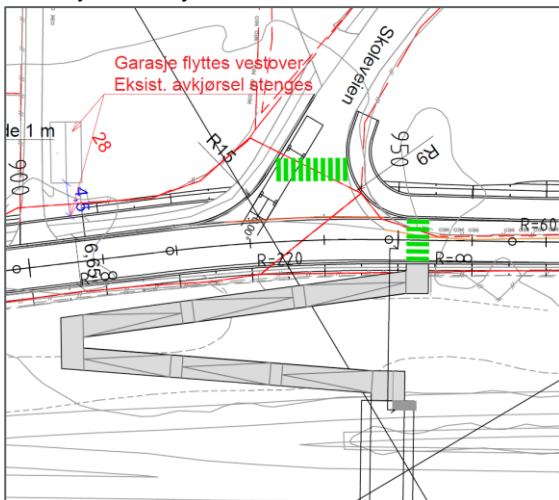 Garasje flyttes vestover
Eksist. avkjørsel stenges
Skoleveien
de 1 m
28
R15
950
R9
900
4,5
R=60
6,65
R=220
R=∞